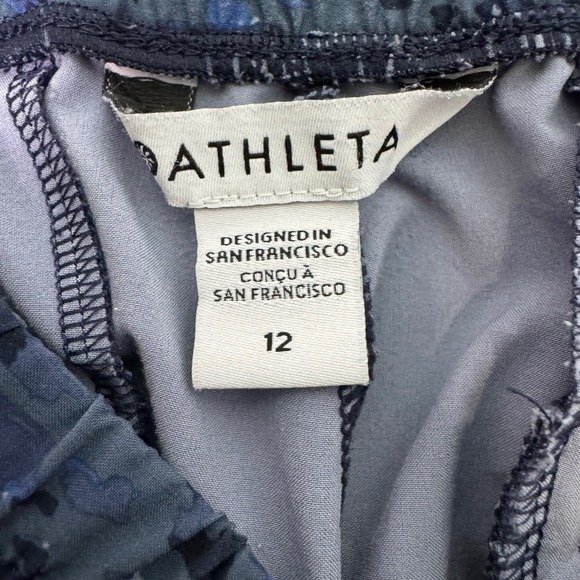 ATHLETA
DESIGNED IN
SAN FRANCISCO
CONÇU À
SAN FRANCISCO
12